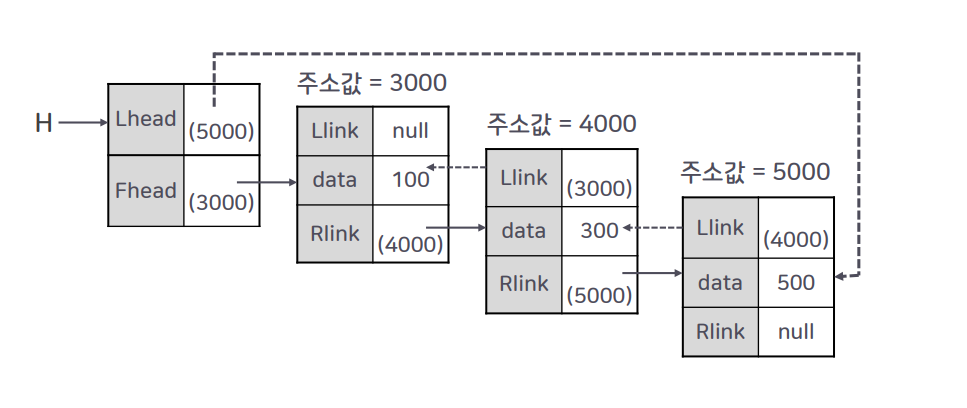 H
Lhead (5000)
Fhead (3000)
주소값 = 3000
Llink null
data 100
Rlink (4000)
주소값 = 4000
Llink (3000)
data 300
Rlink (5000)
주소값 = 5000
Llink (4000)
data 500
Rlink null